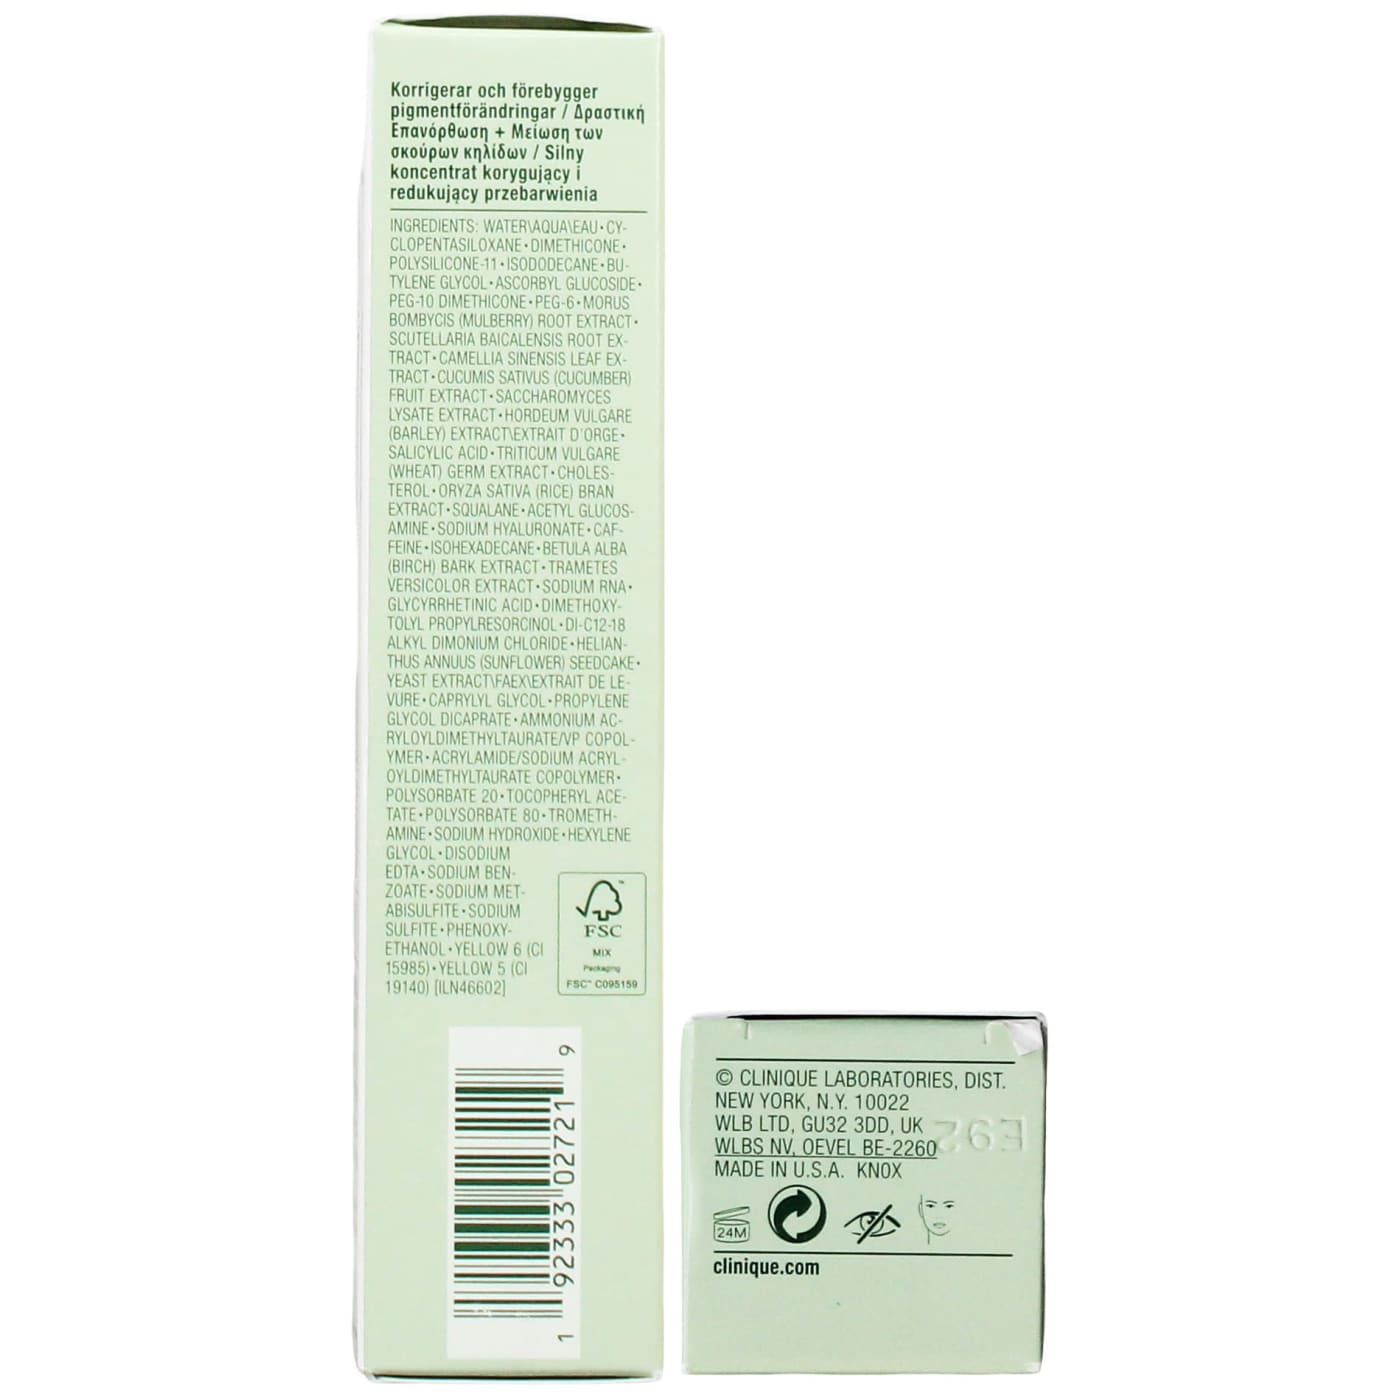 Korrigerar och förebygger
pigmentförändringar / Δραστική
Επανόρθωση + Μείωση των
σκούρων κηλίδων / Silny
koncentrat korygujący i
redukujący przebarwienia
INGREDIENTS: WATER\AQUA\EAU • CY-
CLOPENTASILOXANE • DIMETHICONE •
POLYSILICONE-11 • ISODODECANE • BU-
TYLENE GLYCOL • ASCORBYL GLUCOSIDE •
PEG-10 DIMETHICONE • PEG-6 • MORUS
BOMBYCIS (MULBERRY) ROOT EXTRACT •
SCUTELLARIA BAICALENSIS ROOT EX-
TRACT • CAMELLIA SINENSIS LEAF EX-
TRACT • CUCUMIS SATIVUS (CUCUMBER)
FRUIT EXTRACT • SACCHAROMYCES
LYSATE EXTRACT • HORDEUM VULGARE
(BARLEY) EXTRACT\EXTRAIT D'ORGE •
SALICYLIC ACID • TRITICUM VULGARE
(WHEAT) GERM EXTRACT • CHOLES-
TEROL • ORYZA SATIVA (RICE) BRAN
EXTRACT • SQUALANE • ACETYL GLUCOS-
AMINE • SODIUM HYALURONATE • CAF-
FEINE • ISOHEXADECANE • BETULA ALBA
(BIRCH) BARK EXTRACT • TRAMETES
VERSICOLOR EXTRACT • SODIUM RNA •
GLYCYRRHETINIC ACID • DIMETHOXY-
TOLYL PROPYLRESORCINOL • DI-C12-18
ALKYL DIMONIUM CHLORIDE • HELIAN-
THUS ANNUUS (SUNFLOWER) SEEDCAKE •
YEAST EXTRACT\FAEX\EXTRAIT DE LE-
VURE • CAPRYLYL GLYCOL • PROPYLENE
GLYCOL DICAPRATE • AMMONIUM AC-
RYLOYLDIMETHYLTAURATE/VP COPOL-
YMER • ACRYLAMIDE/SODIUM ACRYL-
OYLDIMETHYLTAURATE COPOLYMER •
POLYSORBATE 20 • TOCOPHERYL ACE-
TATE • POLYSORBATE 80 • TROMETH-
AMINE • SODIUM HYDROXIDE • HEXYLENE
GLYCOL • DISODIUM
EDTA • SODIUM BEN-
ZOATE • SODIUM MET-
ABISULFITE • SODIUM
SULFITE • PHENOXY-
ETHANOL • YELLOW 6 (CI
15985) • YELLOW 5 (CI
19140) [ILN46602]
™
FSC
MIX
Packaging
FSC™ C095159
1 92333 02721 9
© CLINIQUE LABORATORIES, DIST.
NEW YORK, N.Y. 10022
WLB LTD, GU32 3DD, UK
WLBS NV, OEVEL BE-2260
MADE IN U.S.A. KNOX
E92
24M
clinique.com